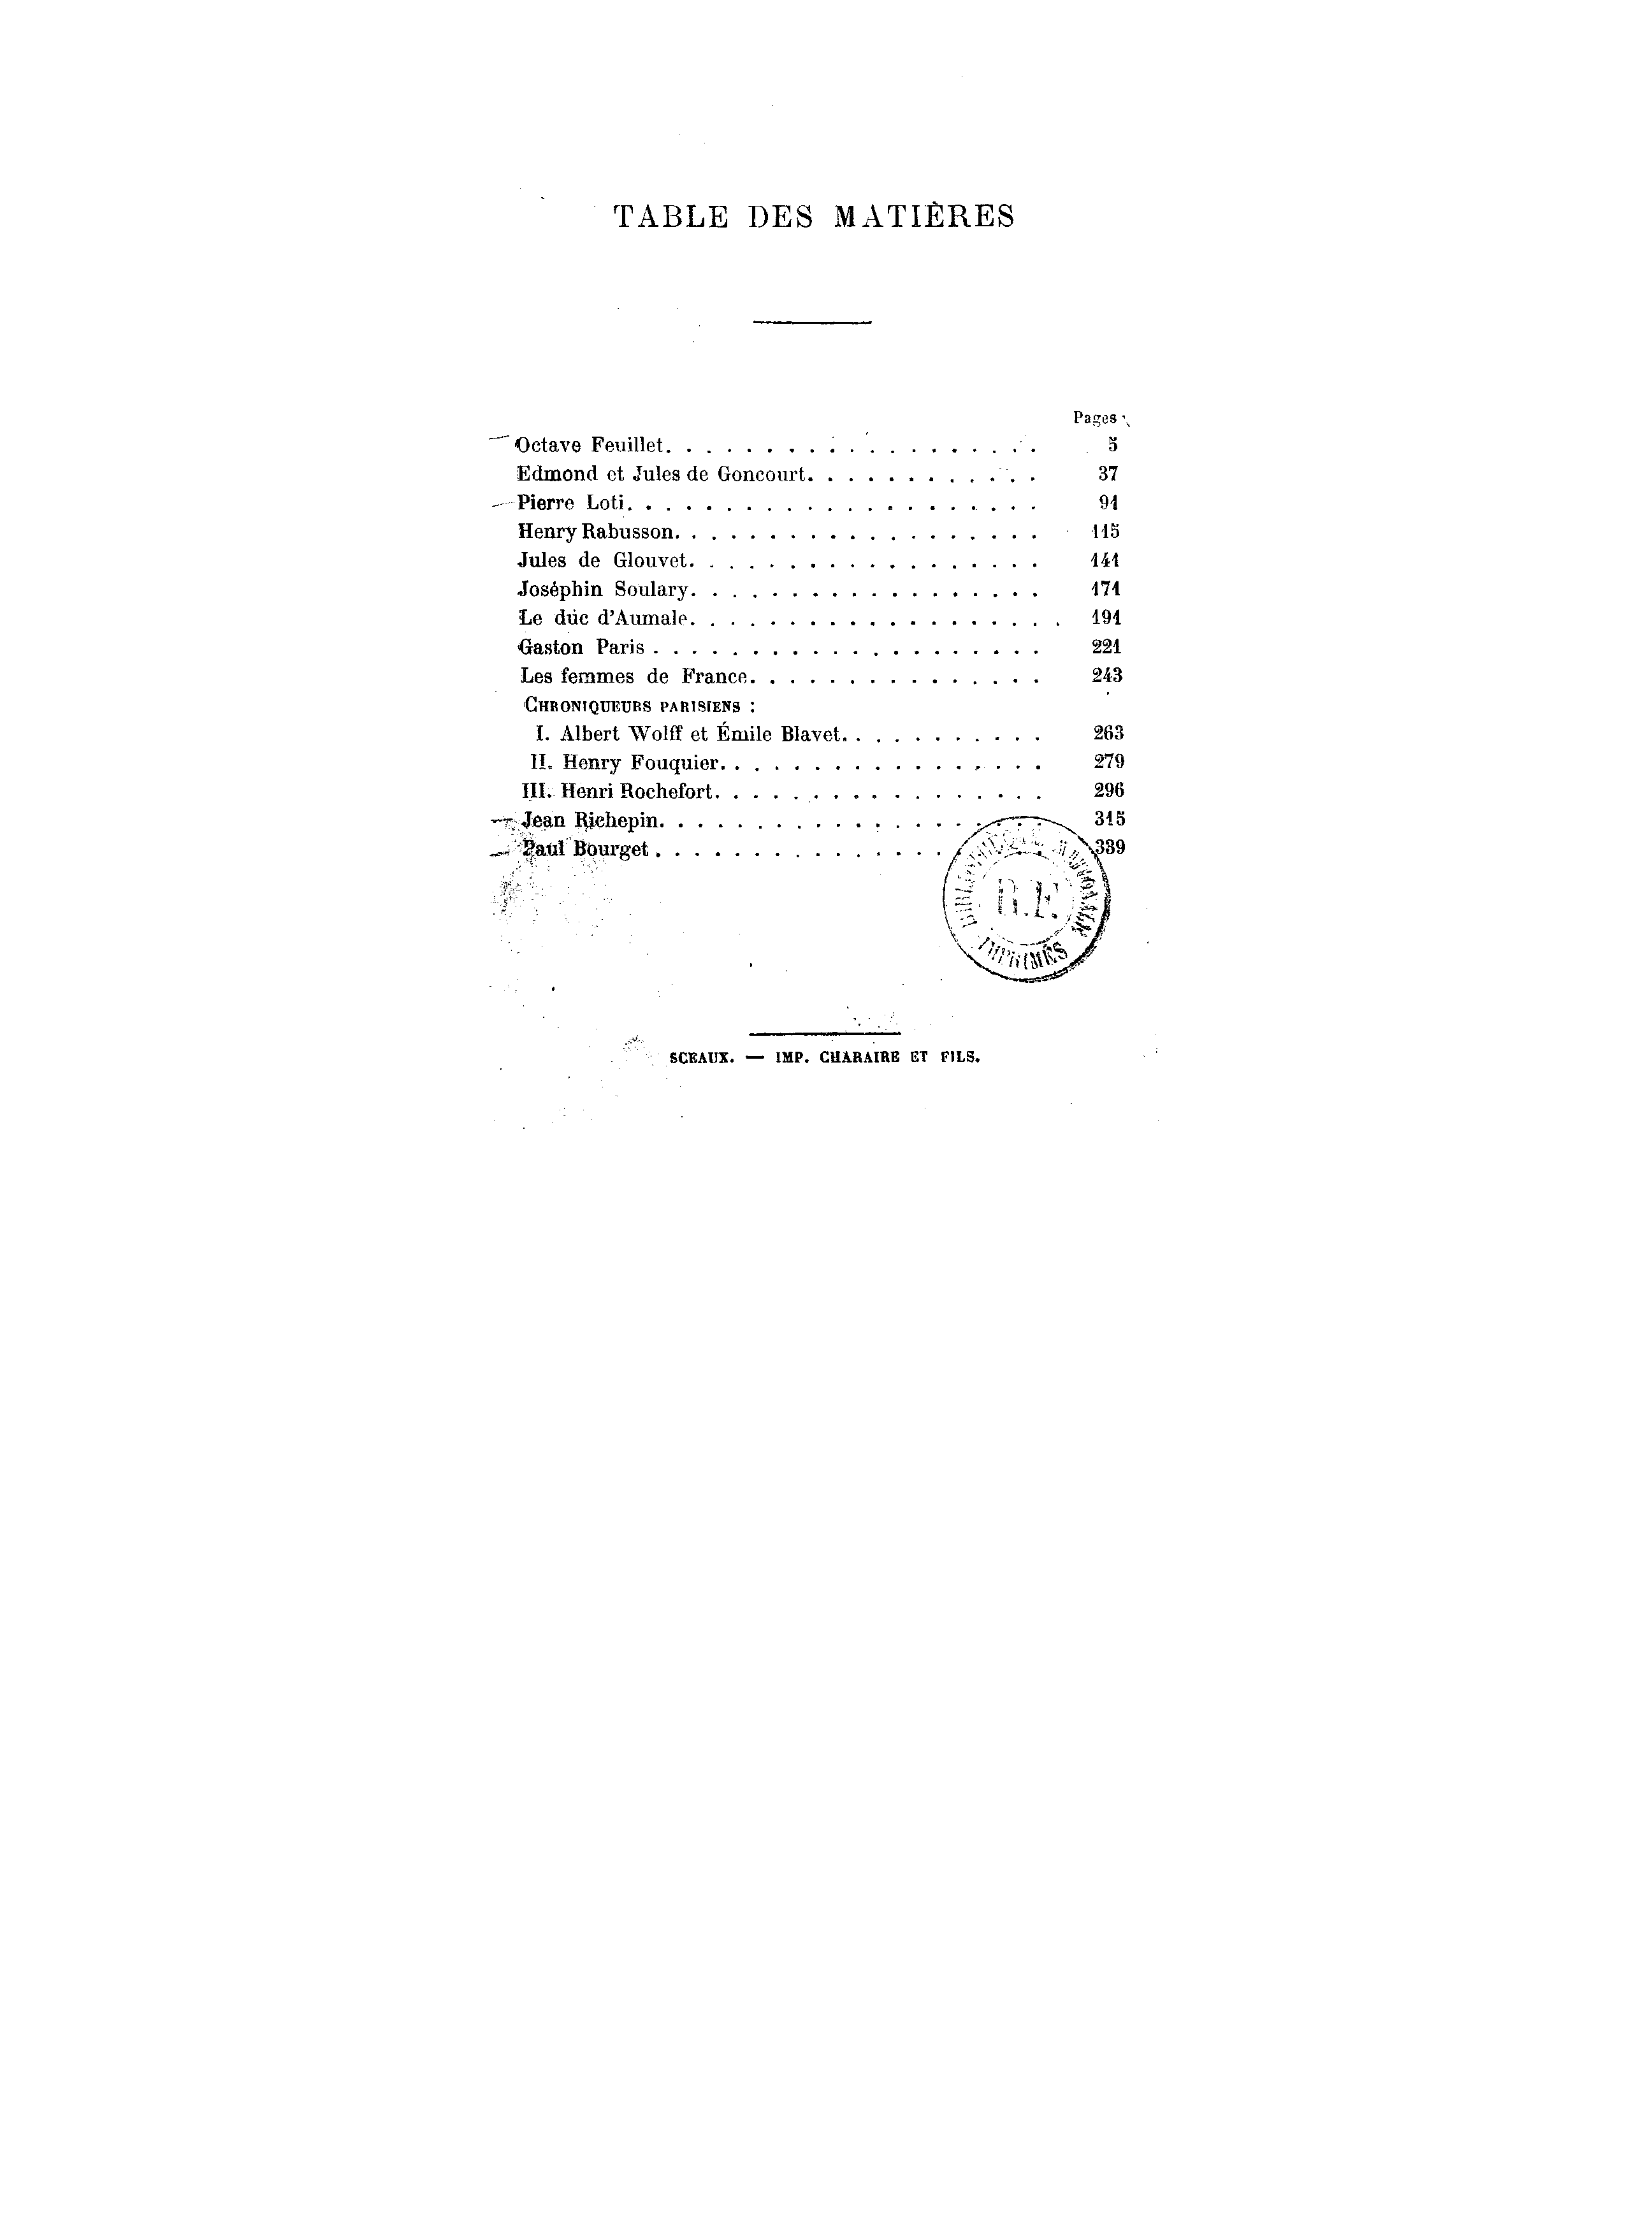 TABLE DES MATIÈRES
Pages
Octave Feuillet. . . . . . . . . . . . . . . . . . . 5
Edmond et Jules de Goncourt. . . . . . . . . . . . 37
Pierre Loti. . . . . . . . . . . . . . . . . . . . . 91
Henry Rabusson. . . . . . . . . . . . . . . . . . . 115
Jules de Glouvet. . . . . . . . . . . . . . . . . . 141
Joséphin Soulary. . . . . . . . . . . . . . . . . . 171
Le duc d'Aumale. . . . . . . . . . . . . . . . . . . 191
Gaston Paris . . . . . . . . . . . . . . . . . . . . 221
Les femmes de France. . . . . . . . . . . . . . . 243
CHRONIQUEURS PARISIENS :
I. Albert Wolff et Émile Blavet. . . . . . . . . . . 263
II. Henry Fouquier. . . . . . . . . . . . . . . . . 279
III. Henri Rochefort. . . . . . . . . . . . . . . . . 296
Jean Richepin. . . . . . . . . . . . . . . . . . . . 315
Paul Bourget . . . . . . . . . . . . . . . 339
BIBLIOTHÈQUE NATIONALE
R.F.
IMPRIMÉS
SCEAUX. — IMP. CHARAIRE ET FILS.